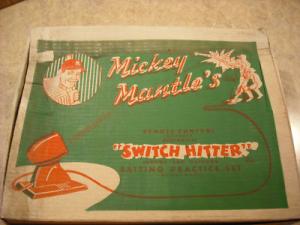 Mickey
Mantle's
REMOTE CONTROL
"SWITCH HITTER"
BATTING PRACTICE SET